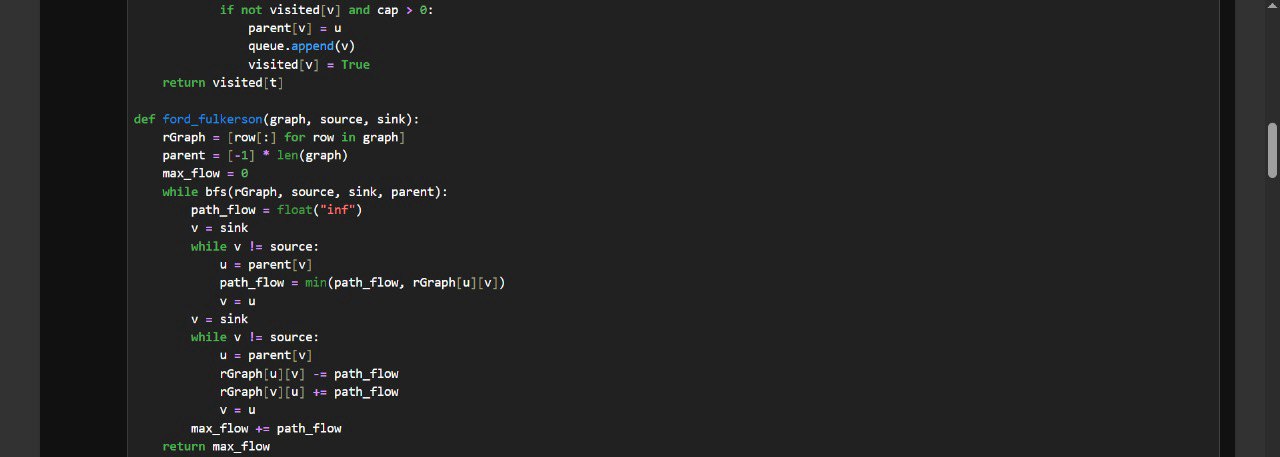 if not visited[v] and cap > 0:
                parent[v] = u
                queue.append(v)
                visited[v] = True
    return visited[t]

def ford_fulkerson(graph, source, sink):
    rGraph = [row[:] for row in graph]
    parent = [-1] * len(graph)
    max_flow = 0
    while bfs(rGraph, source, sink, parent):
        path_flow = float("inf")
        v = sink
        while v != source:
            u = parent[v]
            path_flow = min(path_flow, rGraph[u][v])
            v = u
        v = sink
        while v != source:
            u = parent[v]
            rGraph[u][v] -= path_flow
            rGraph[v][u] += path_flow
            v = u
        max_flow += path_flow
    return max_flow